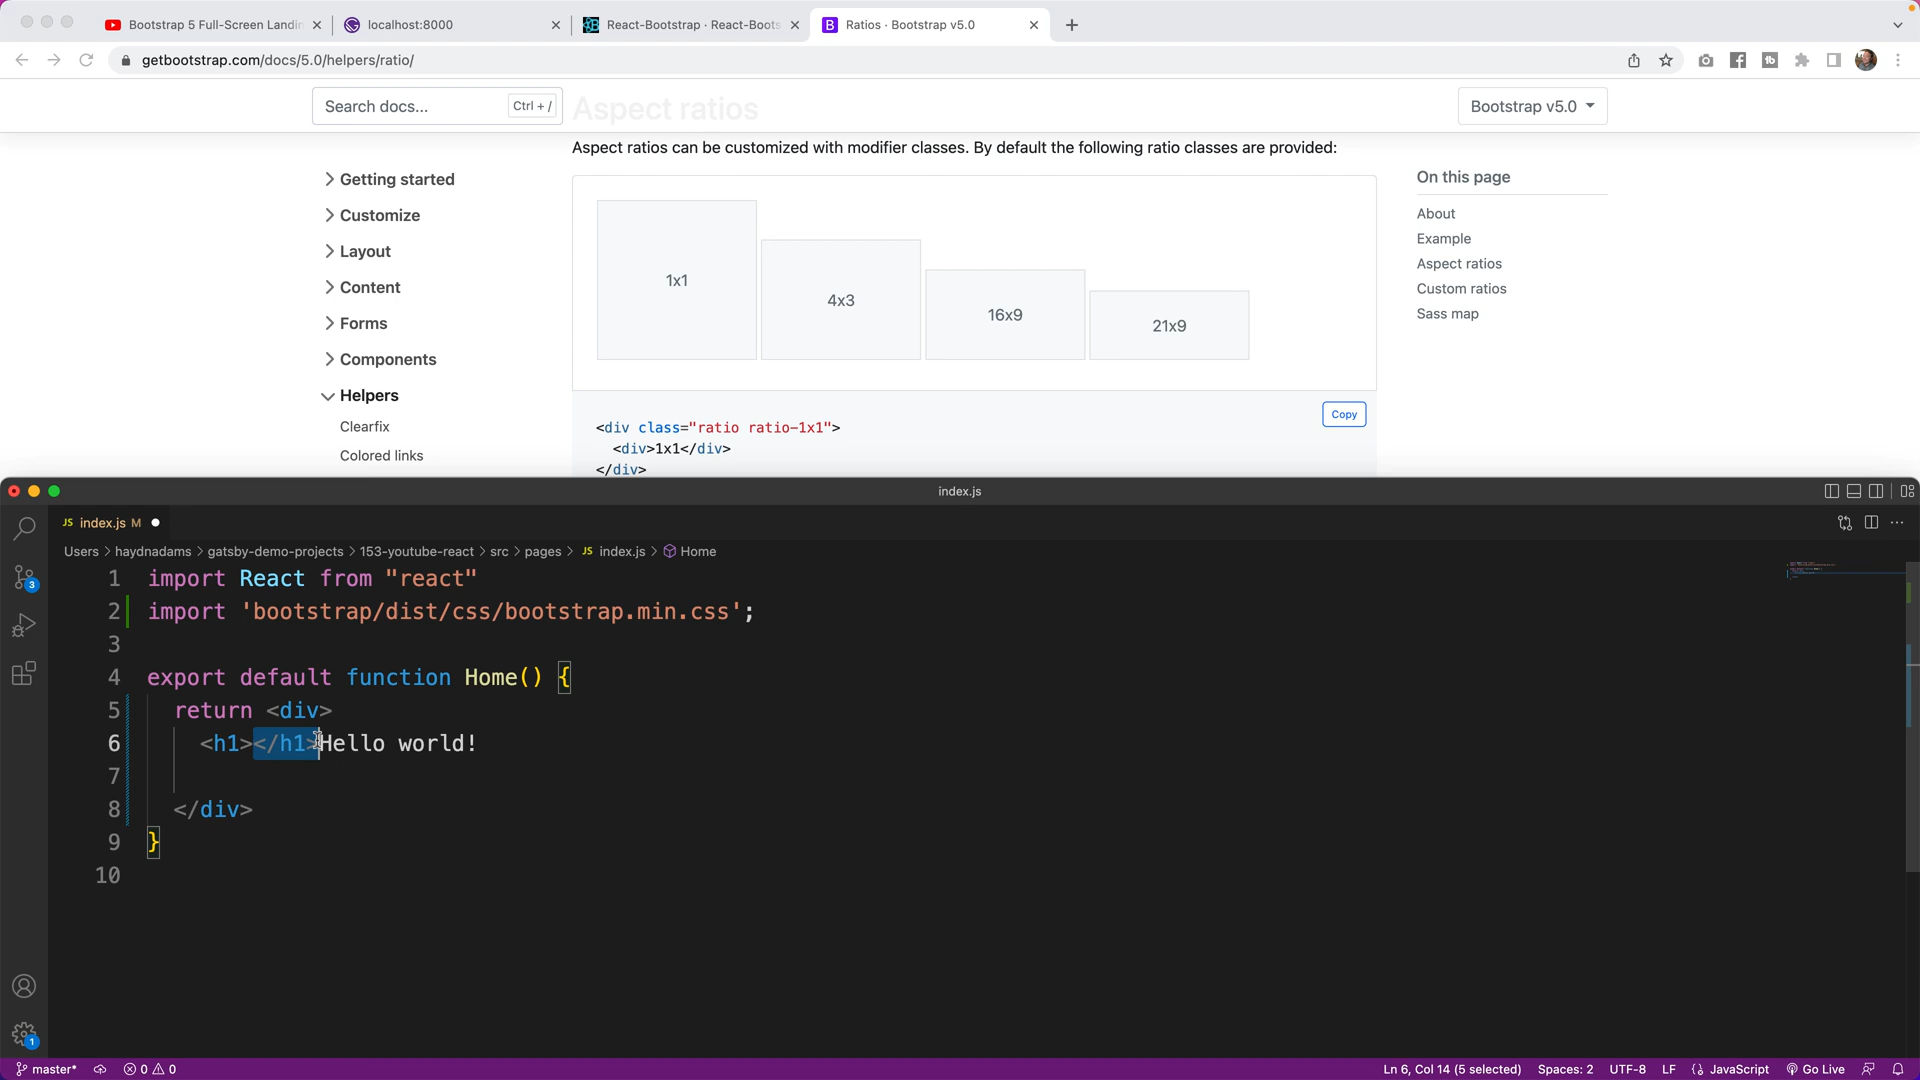 Bootstrap 5 Full-Screen Landin
localhost:8000
React-Bootstrap · React-Boots
Ratios · Bootstrap v5.0
getbootstrap.com/docs/5.0/helpers/ratio/
Search docs...
Ctrl + /
Aspect ratios
Bootstrap v5.0
Aspect ratios can be customized with modifier classes. By default the following ratio classes are provided:
Getting started
Customize
Layout
Content
Forms
Components
Helpers
Clearfix
Colored links
1x1
4x3
16x9
21x9
On this page
About
Example
Aspect ratios
Custom ratios
Sass map
Copy
<div class="ratio ratio-1x1">
<div>1x1</div>
</div>
index.js
JS index.js M
Users > haydnadams > gatsby-demo-projects > 153-youtube-react > src > pages > JS index.js > Home
1 import React from "react"
2 import 'bootstrap/dist/css/bootstrap.min.css';
3
4 export default function Home() {
5 return <div>
6 <h1></h1>Hello world!
7
8 </div>
9 }
10
3
1
master*
0
0
Ln 6, Col 14 (5 selected)
Spaces: 2
UTF-8
LF
JavaScript
Go Live